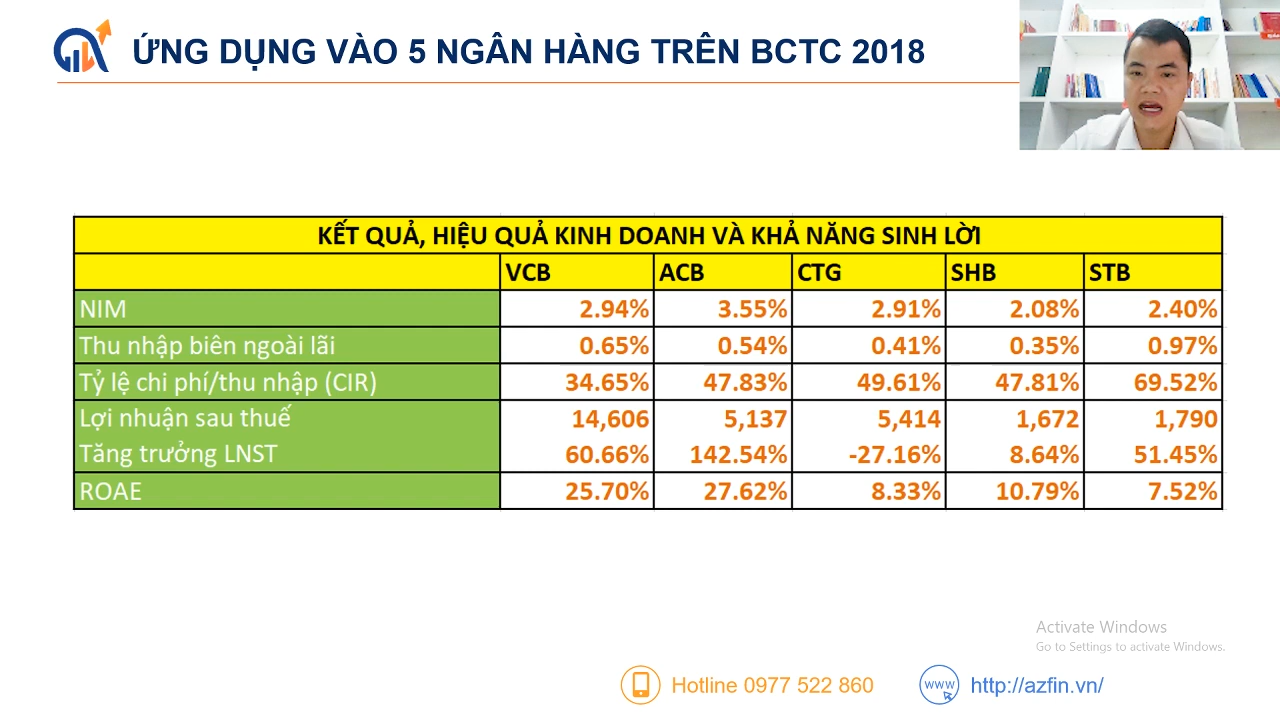 ỨNG DỤNG VÀO 5 NGÂN HÀNG TRÊN BCTC 2018
KẾT QUẢ, HIỆU QUẢ KINH DOANH VÀ KHẢ NĂNG SINH LỜI
VCB ACB CTG SHB STB
NIM 2.94% 3.55% 2.91% 2.08% 2.40%
Thu nhập biên ngoài lãi 0.65% 0.54% 0.41% 0.35% 0.97%
Tỷ lệ chi phí/thu nhập (CIR) 34.65% 47.83% 49.61% 47.81% 69.52%
Lợi nhuận sau thuế 14,606 5,137 5,414 1,672 1,790
Tăng trưởng LNST 60.66% 142.54% -27.16% 8.64% 51.45%
ROAE 25.70% 27.62% 8.33% 10.79% 7.52%
Activate Windows
Go to Settings to activate Windows.
Hotline 0977 522 860
www
http://azfin.vn/